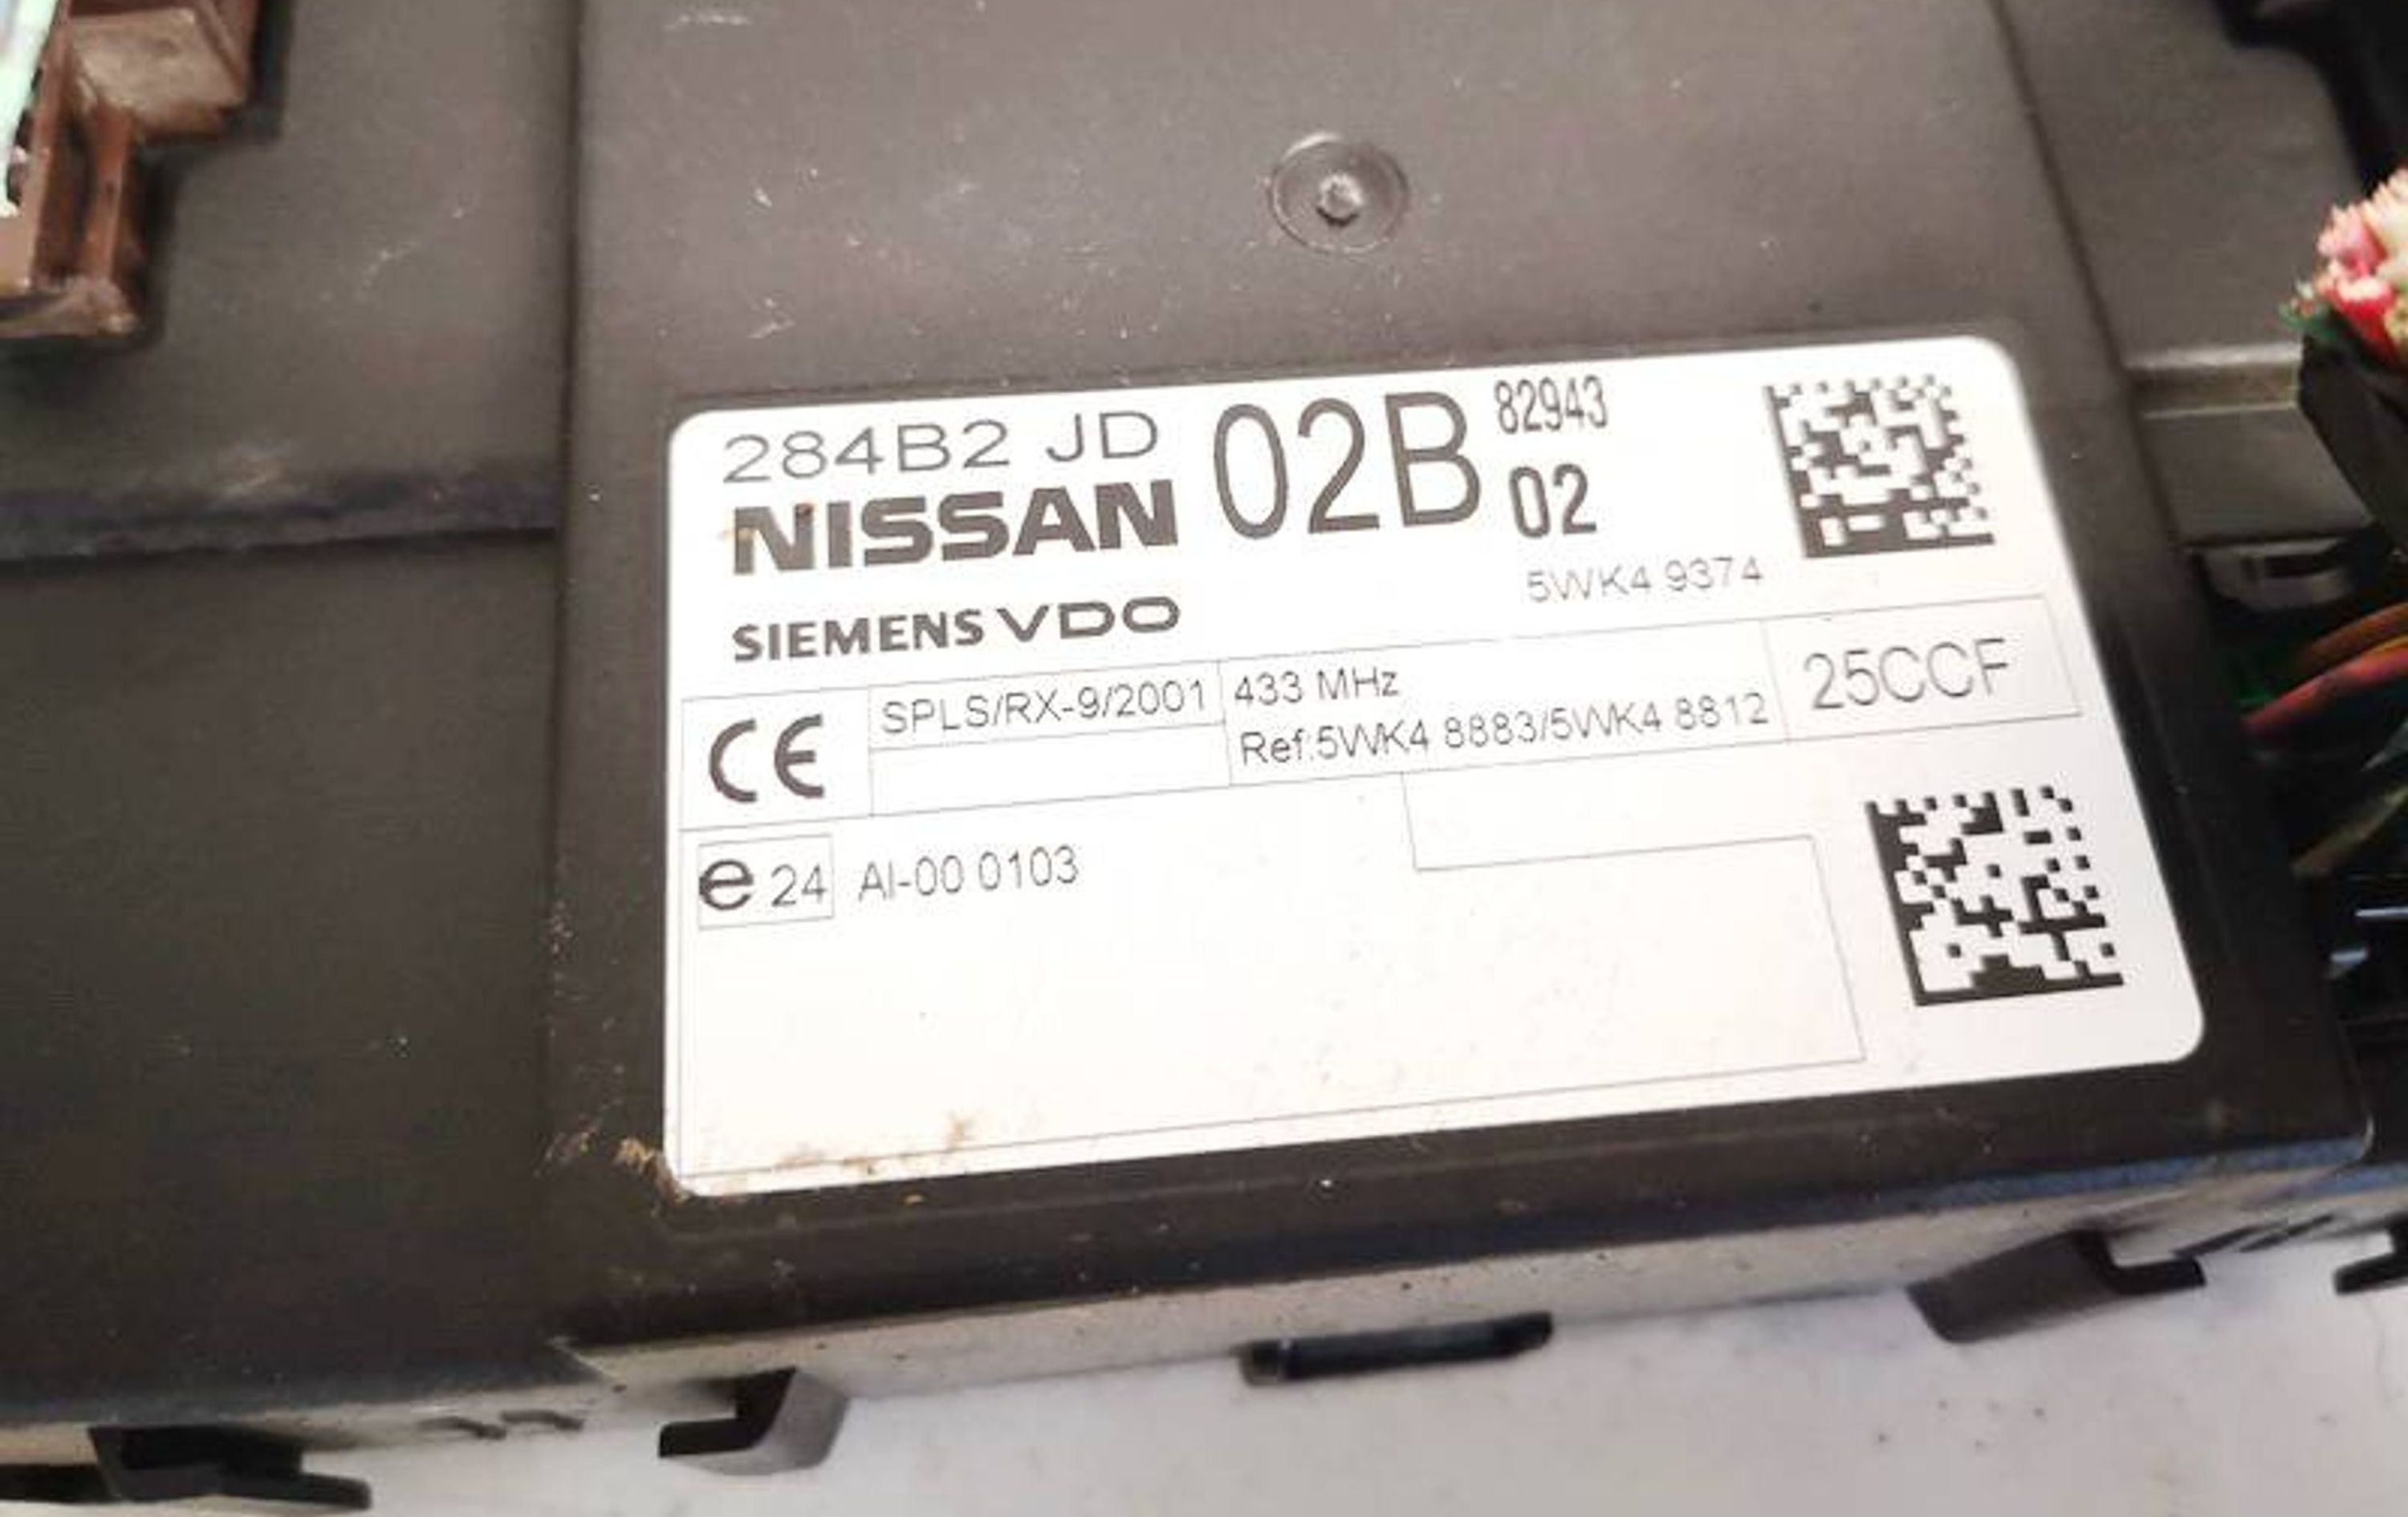 284B2 JD 02B 82943
NISSAN 02
5WK4 9374
SIEMENS VDO
CE SPLS/RX-9/2001 433 MHz 25CCF
Ref:5WK4 8883/5WK4 8812
e 24 AI-00 0103